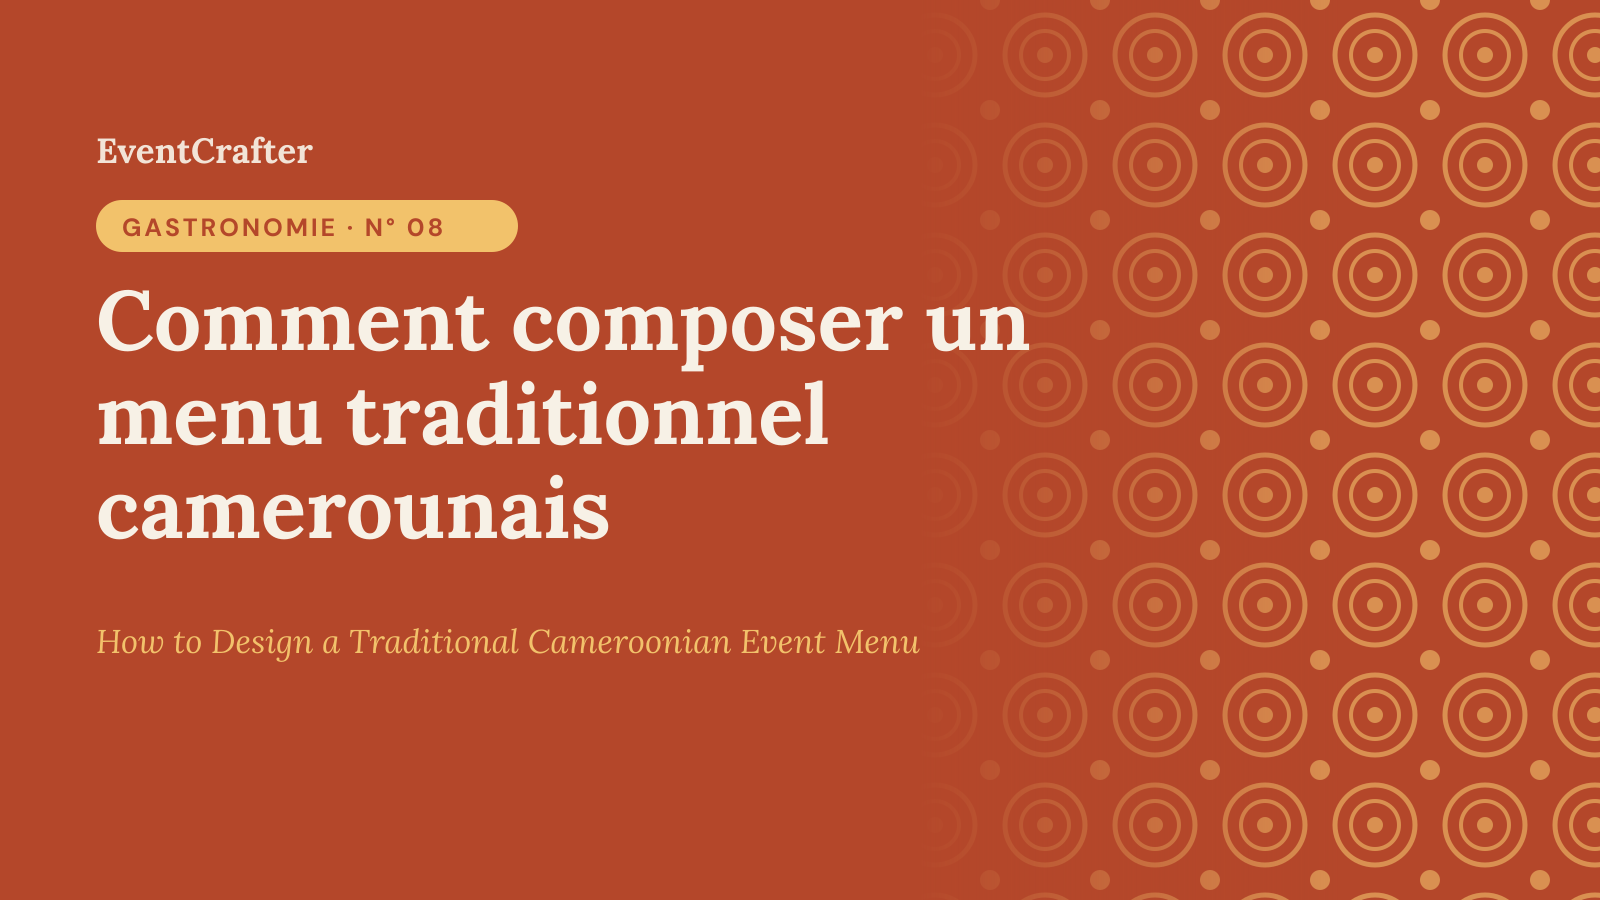 EventCrafter
GASTRONOMIE · N° 08
Comment composer un
menu traditionnel
camerounais
How to Design a Traditional Cameroonian Event Menu